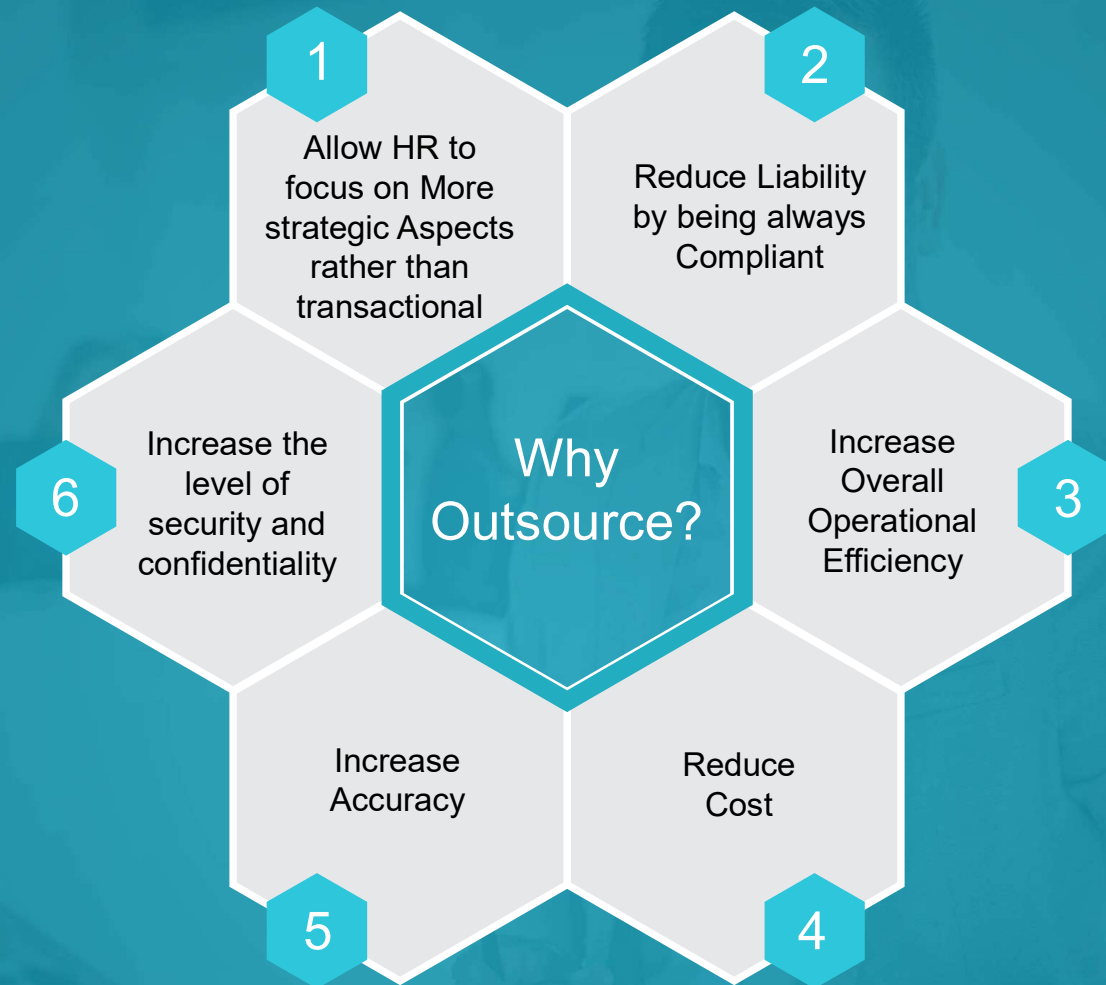 1
Allow HR to
focus on More
strategic Aspects
rather than
transactional
2
Reduce Liability
by being always
Compliant
3
Increase
Overall
Operational
Efficiency
4
Reduce
Cost
5
Increase
Accuracy
6
Increase the
level of
security and
confidentiality
Why
Outsource?